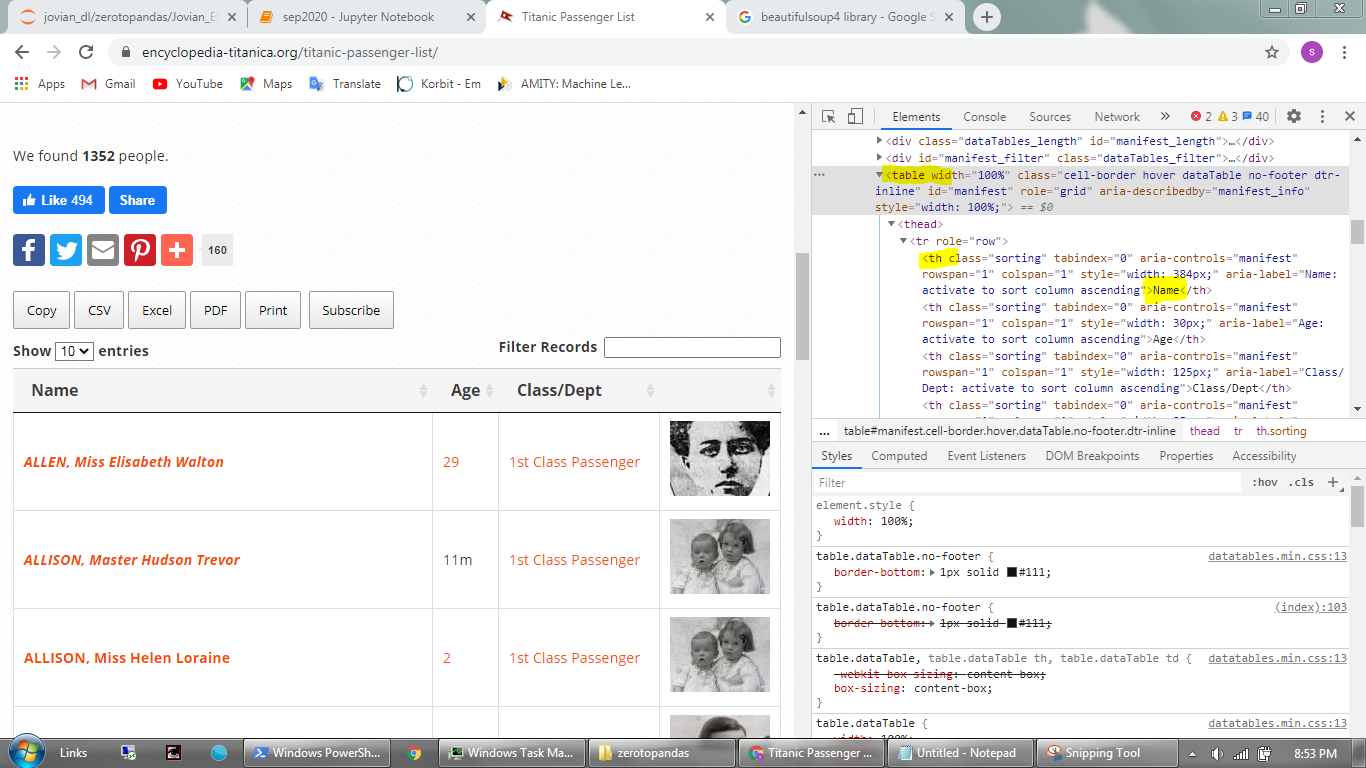 jovian_dl/zerotopandas/Jovian_El
sep2020 - Jupyter Notebook
Titanic Passenger List
beautifulsoup4 library - Google S
encyclopedia-titanica.org/titanic-passenger-list/
s
Apps
Gmail
YouTube
Maps
Translate
Korbit - Em
AMITY: Machine Le...
We found 1352 people.
Like 494
Share
160
Copy
CSV
Excel
PDF
Print
Subscribe
Show 10 entries
Filter Records
Name Age Class/Dept
ALLEN, Miss Elisabeth Walton 29 1st Class Passenger
ALLISON, Master Hudson Trevor 11m 1st Class Passenger
ALLISON, Miss Helen Loraine 2 1st Class Passenger
Elements Console Sources Network » 2 3 40
<div class="dataTables_length" id="manifest_length">…</div>
<div id="manifest_filter" class="dataTables_filter">…</div>
<table width="100%" class="cell-border hover dataTable no-footer dtr-
inline" id="manifest" role="grid" aria-describedby="manifest_info"
style="width: 100%;"> == $0
<thead>
<tr role="row">
<th class="sorting" tabindex="0" aria-controls="manifest"
rowspan="1" colspan="1" style="width: 384px;" aria-label="Name:
activate to sort column ascending">Name</th>
<th class="sorting" tabindex="0" aria-controls="manifest"
rowspan="1" colspan="1" style="width: 30px;" aria-label="Age:
activate to sort column ascending">Age</th>
<th class="sorting" tabindex="0" aria-controls="manifest"
rowspan="1" colspan="1" style="width: 125px;" aria-label="Class/
Dept: activate to sort column ascending">Class/Dept</th>
<th class="sorting" tabindex="0" aria-controls="manifest"
... table#manifest.cell-border.hover.dataTable.no-footer.dtr-inline thead tr th.sorting
Styles Computed Event Listeners DOM Breakpoints Properties Accessibility
Filter :hov .cls +
element.style {
width: 100%;
}
table.dataTable.no-footer { datatables.min.css:13
border-bottom: 1px solid #111;
}
table.dataTable.no-footer { (index):103
border-bottom: 1px solid #111;
}
table.dataTable, table.dataTable th, table.dataTable td { datatables.min.css:13
-webkit-box-sizing: content-box;
box-sizing: content-box;
}
table.dataTable { datatables.min.css:13
width: 100%;
Links
Windows PowerSh...
Windows Task Ma...
zerotopandas
Titanic Passenger ...
Untitled - Notepad
Snipping Tool
8:53 PM